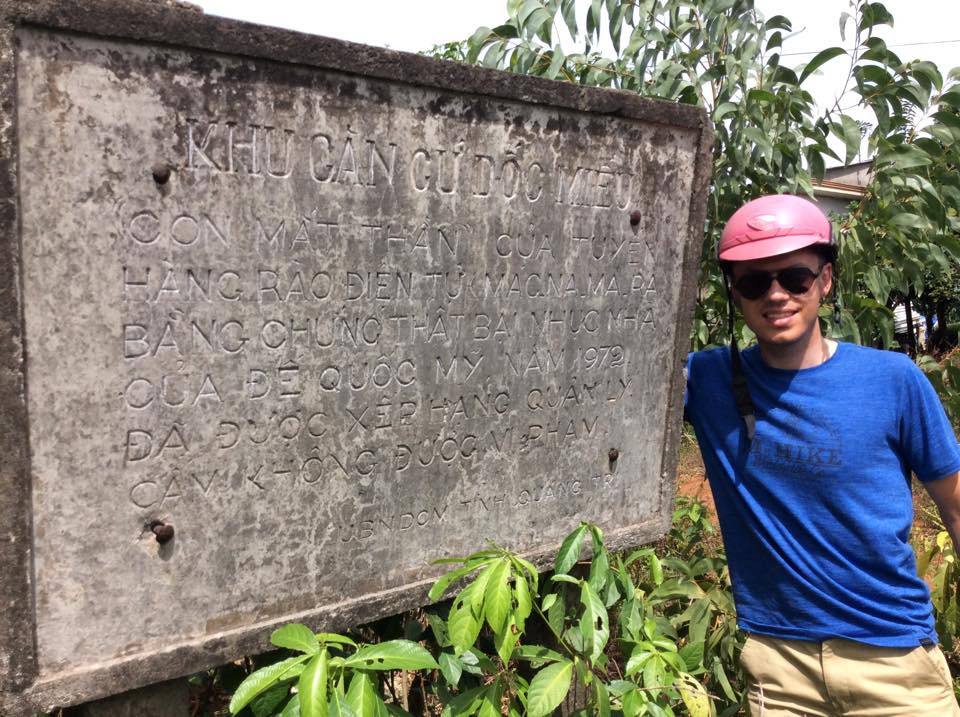 KHU CĂN CỨ DỐC MIẾU
"CON MẮT THẦN" CỦA TUYẾN
HÀNG RÀO ĐIỆN TỬ (MAC.NA.MA.RA
BẰNG CHỨNG THẤT BẠI NHỤC NHÃ
CỦA ĐẾ QUỐC MỸ NĂM 1972
ĐÃ ĐƯỢC XẾP HẠNG QUẢN LÝ.
CẤM KHÔNG ĐƯỢC VI PHẠM.
U.B.N.D TỈNH QUẢNG TRỊ
HIKE